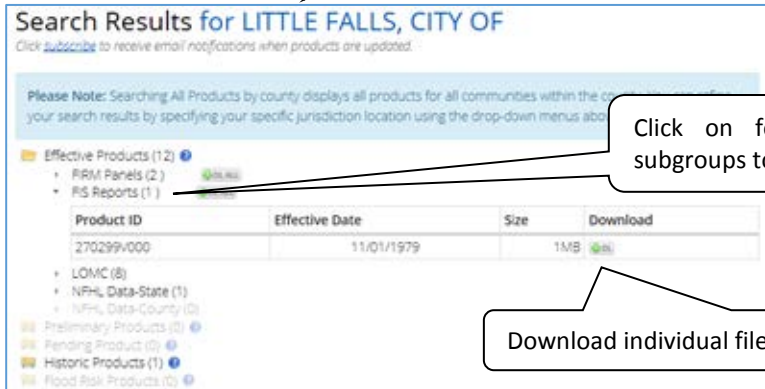 Search Results for LITTLE FALLS, CITY OF
Click subscribe to receive email notifications when products are updated.
Please Note: Searching All Products by county displays all products for all communities within the
your search results by specifying your specific jurisdiction location using the drop-down menus
Click on
subgroups
Effective Products (12)
FIRM Panels (2)
DL ALL
FIS Reports (1)
Product ID Effective Date Size Download
270299V000 11/01/1979 1MB DL
LOMC (8)
NFHL Data-State (1)
NFHL Data-County (0)
Preliminary Products (0)
Pending Product (0)
Download individual file
Historic Products (1)
Flood Risk Products (0)